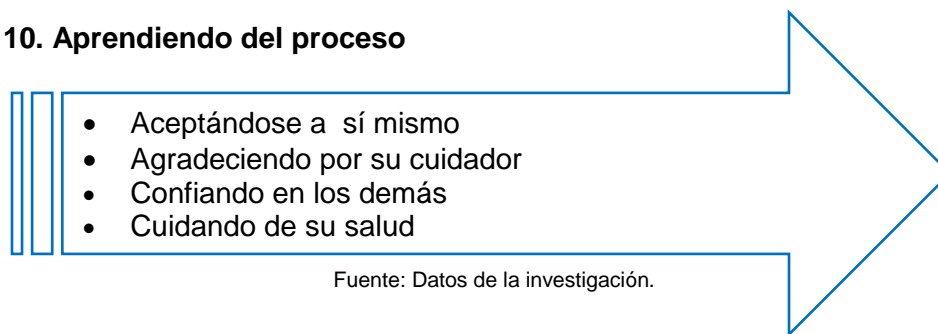 10. Aprendiendo del proceso
• Aceptándose a sí mismo
• Agradeciendo por su cuidador
• Confiando en los demás
• Cuidando de su salud
Fuente: Datos de la investigación.